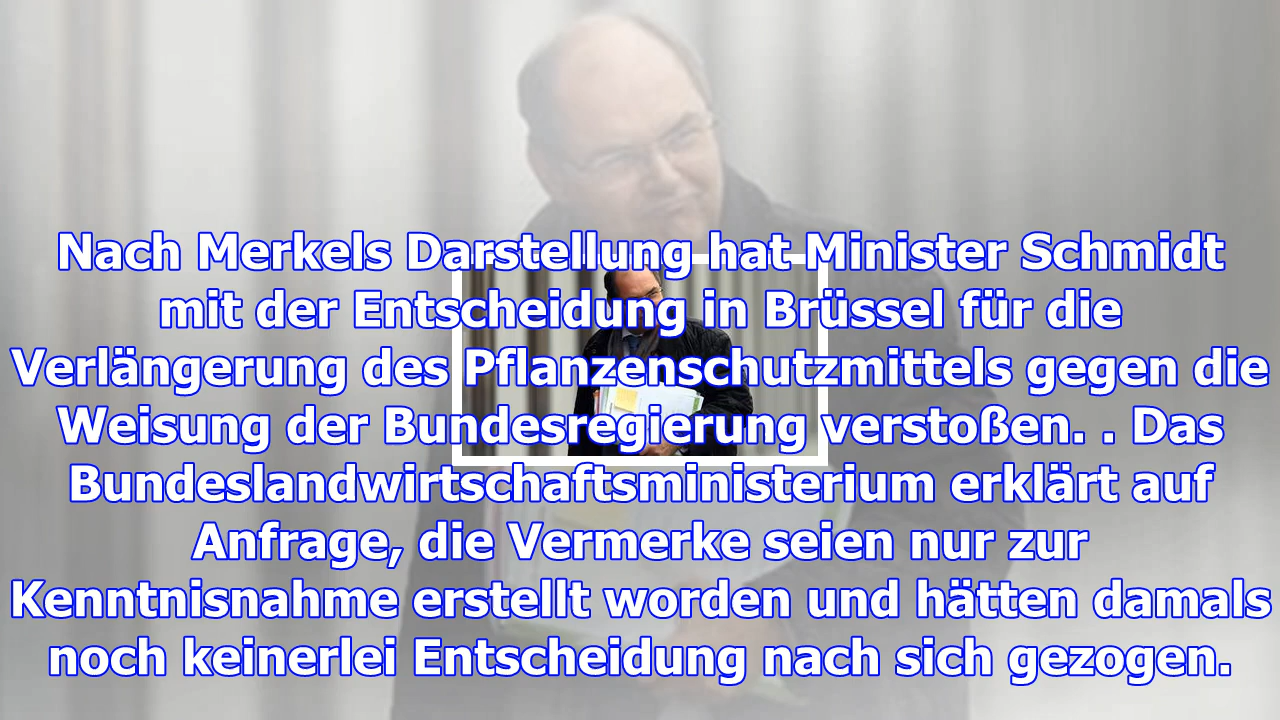 Nach Merkels Darstellung hat Minister Schmidt
mit der Entscheidung in Brüssel für die
Verlängerung des Pflanzenschutzmittels gegen die
Weisung der Bundesregierung verstoßen. . Das
Bundeslandwirtschaftsministerium erklärt auf
Anfrage, die Vermerke seien nur zur
Kenntnisnahme erstellt worden und hätten damals
noch keinerlei Entscheidung nach sich gezogen.